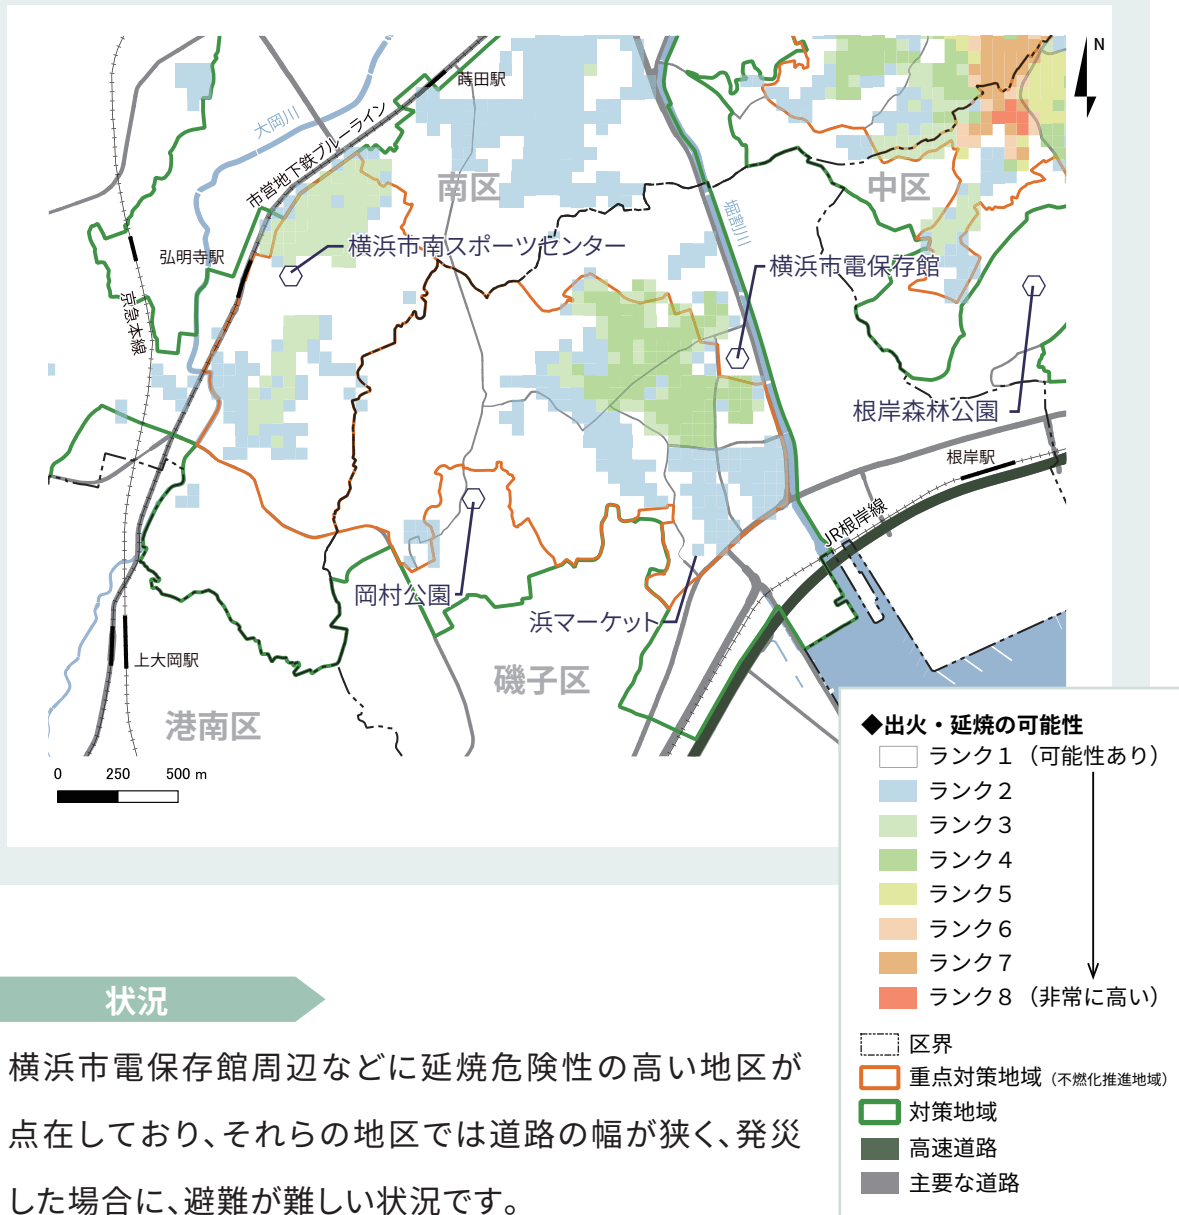 N
蒔田駅
大岡川
市営地下鉄ブルーライン
南区
中区
堀割川
横浜市南スポーツセンター
弘明寺駅
横浜市電保存館
京急本線
根岸森林公園
根岸駅
JR根岸線
岡村公園
浜マーケット
上大岡駅
磯子区
港南区
0 250 500 m
◆出火・延焼の可能性
ランク1（可能性あり）
ランク2
ランク3
ランク4
ランク5
ランク6
ランク7
ランク8（非常に高い）
区界
重点対策地域（不燃化推進地域）
対策地域
高速道路
主要な道路
状況
横浜市電保存館周辺などに延焼危険性の高い地区が
点在しており、それらの地区では道路の幅が狭く、発災
した場合に、避難が難しい状況です。